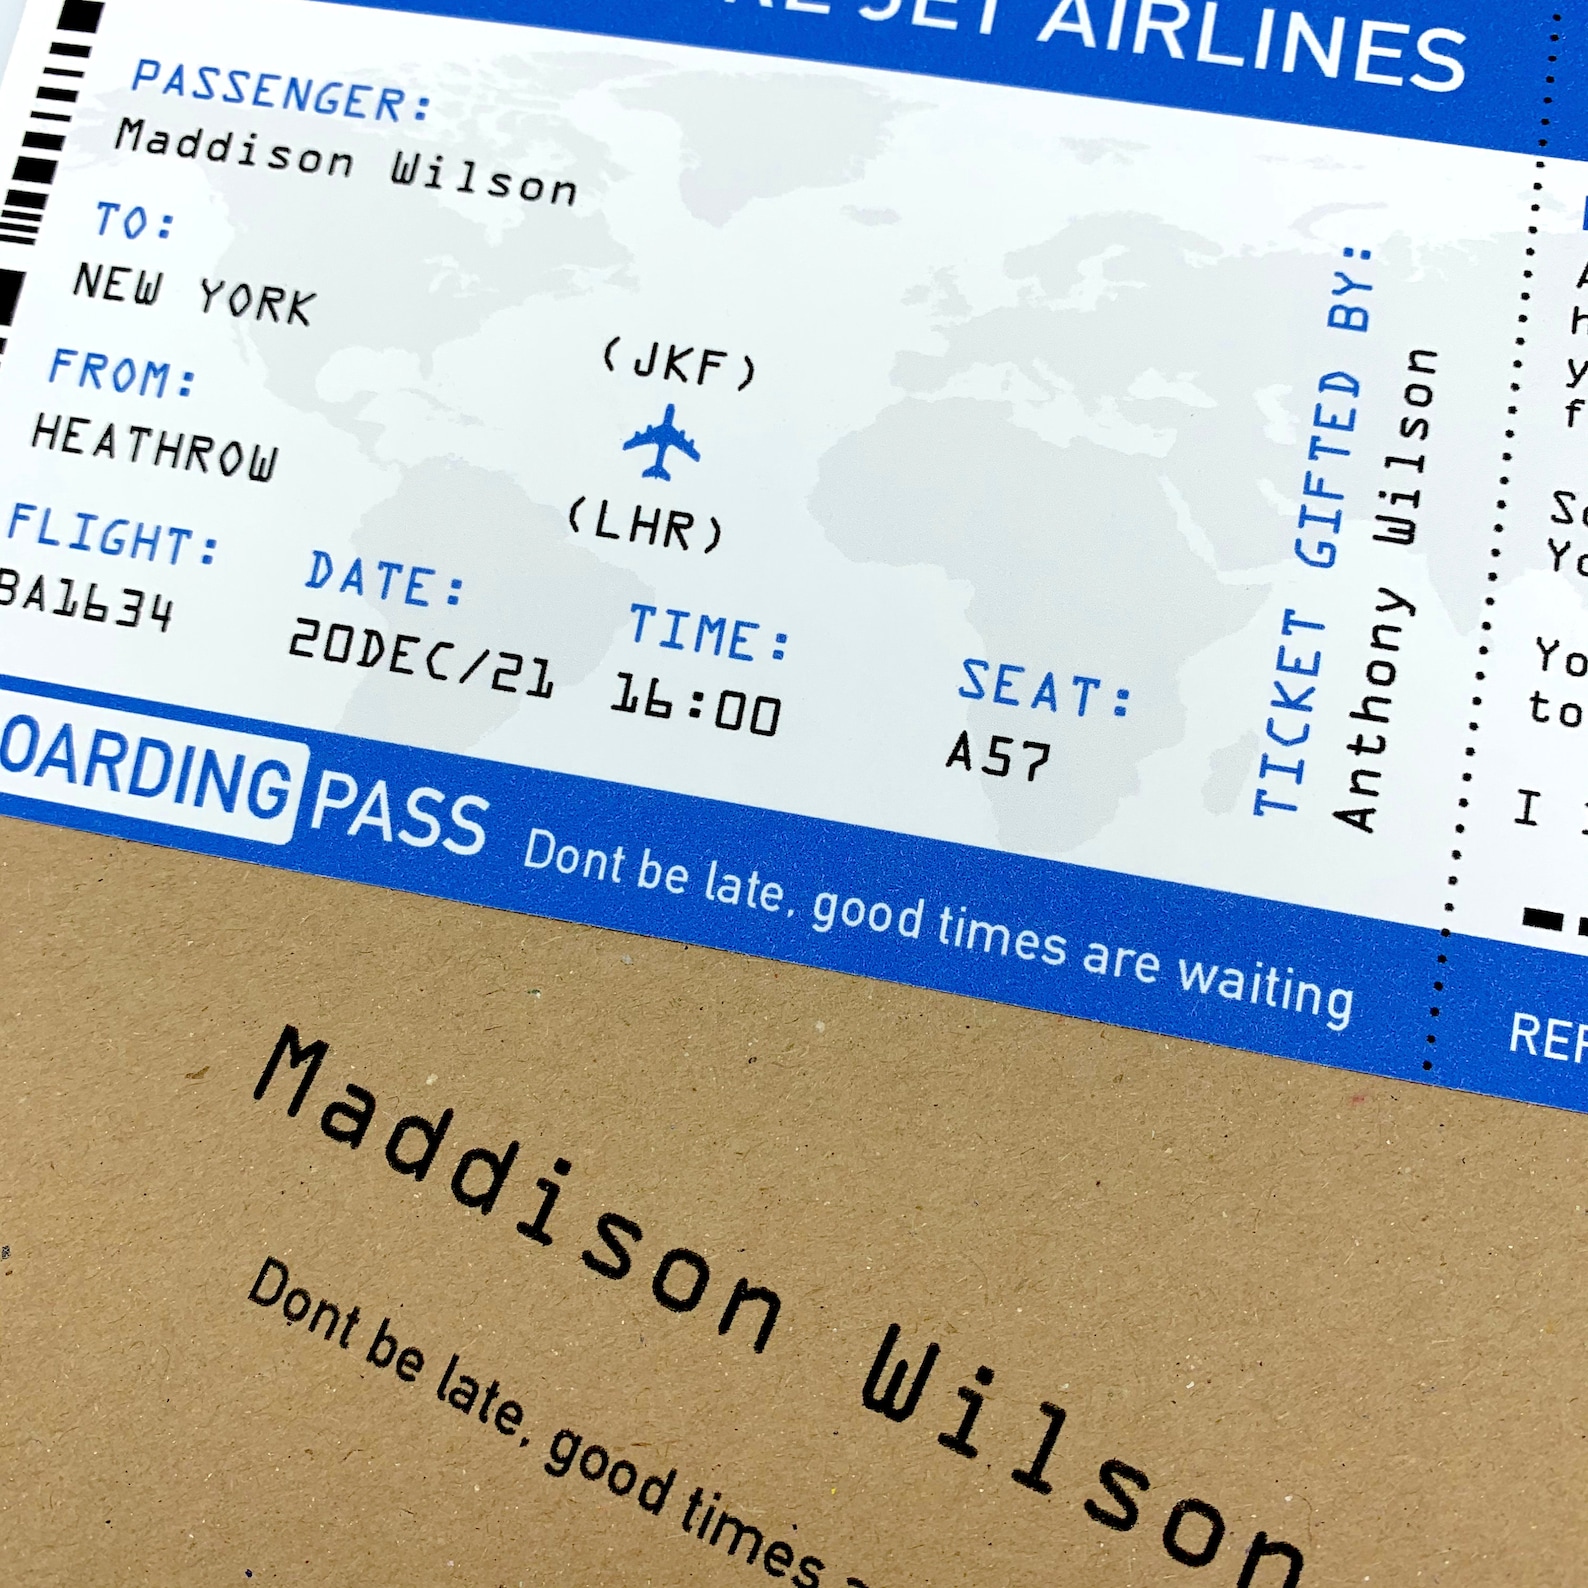 JET AIRLINES
PASSENGER:
Maddison Wilson
TO:
NEW YORK
(JKF)
FROM:
HEATHROW
(LHR)
FLIGHT:
BA1634
DATE:
20DEC/21
TIME:
16:00
SEAT:
A57
TICKET GIFTED BY:
Anthony Wilson
to
I
OARDING PASS Dont be late, good times are waiting
Maddison Wilson
Dont be late, good times